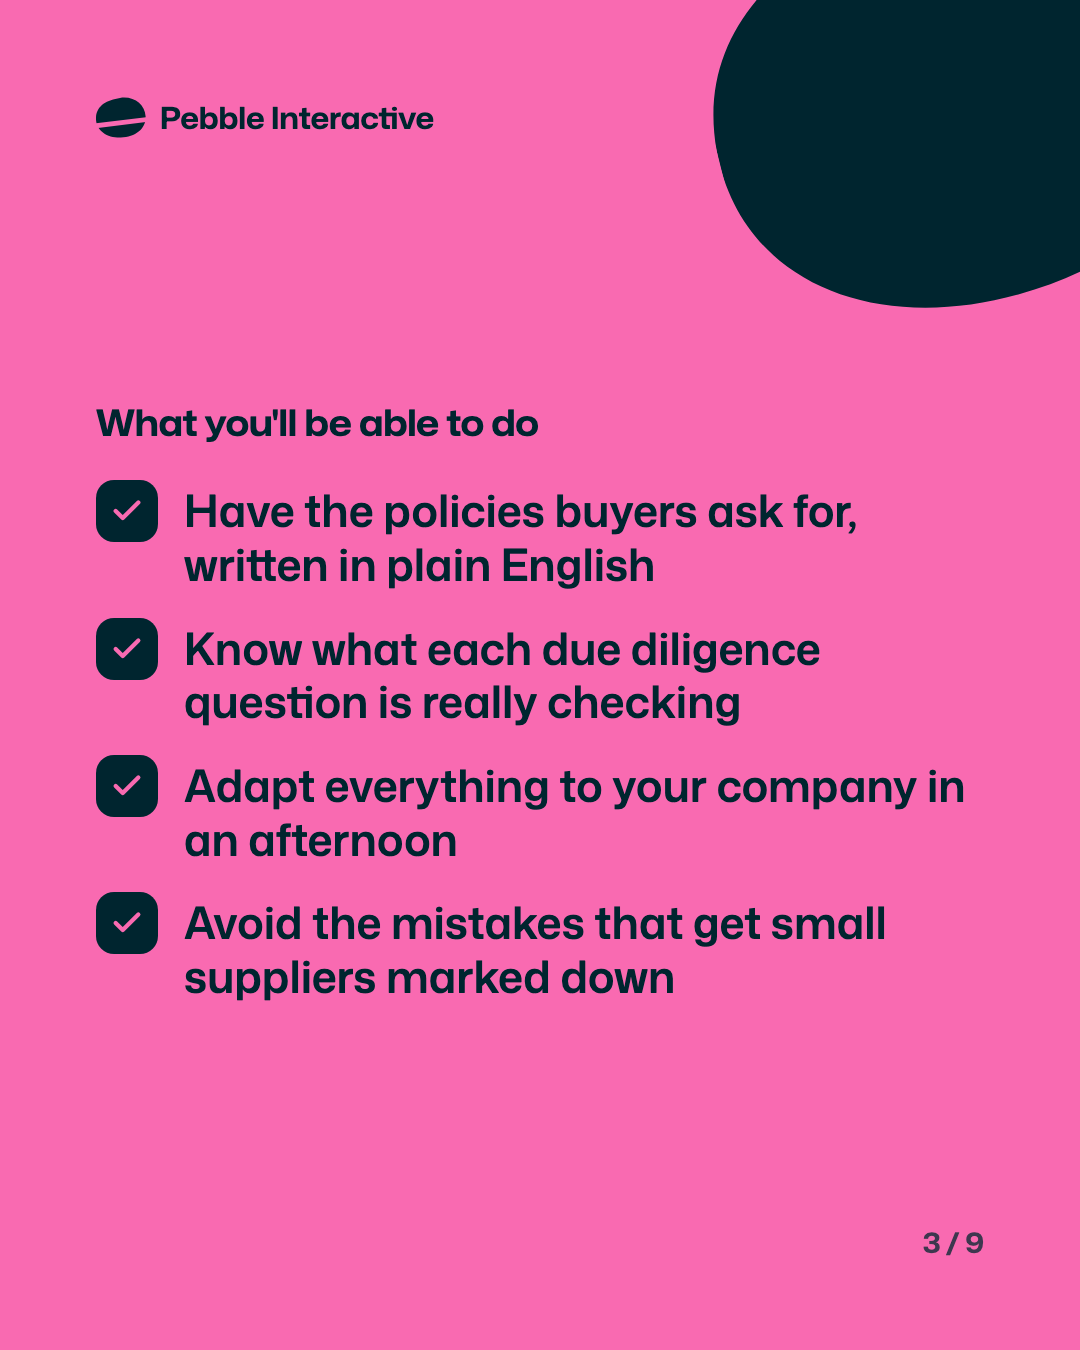 Pebble Interactive
What you'll be able to do
Have the policies buyers ask for,
written in plain English
Know what each due diligence
question is really checking
Adapt everything to your company in
an afternoon
Avoid the mistakes that get small
suppliers marked down
3 / 9